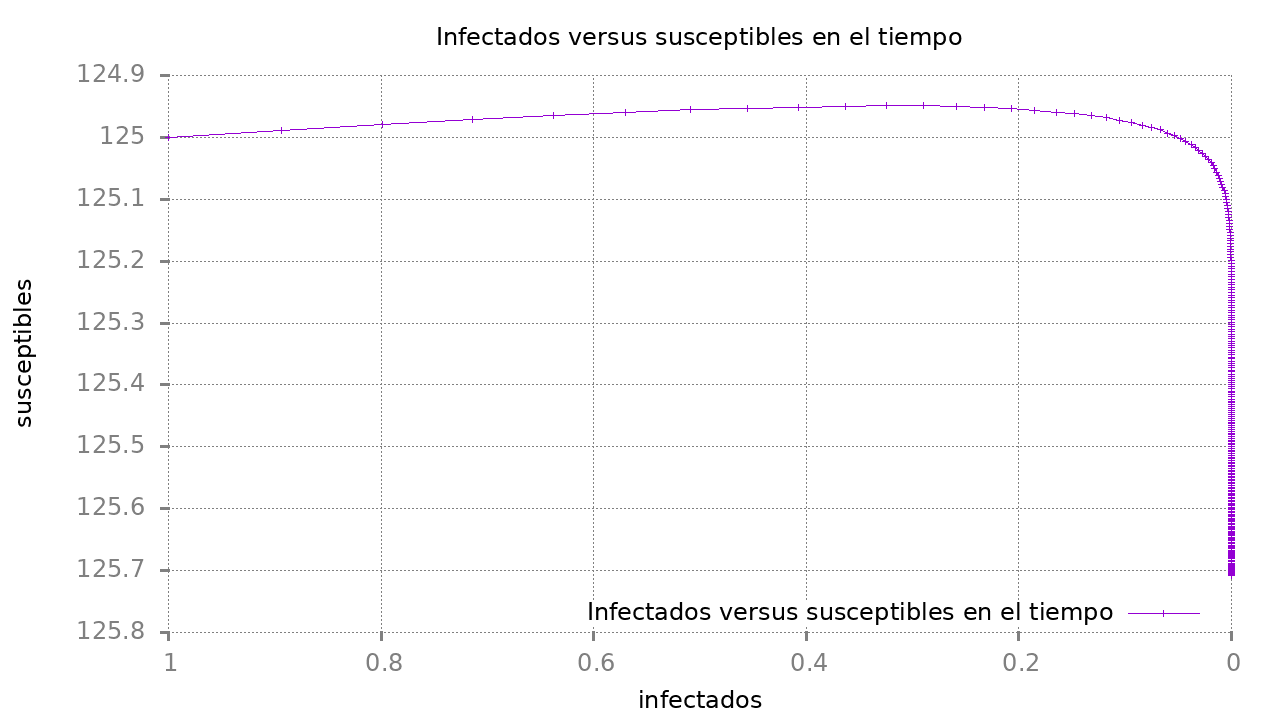 Infectados versus susceptibles en el tiempo
124.9
125
125.1
125.2
125.3
125.4
125.5
125.6
125.7
125.8
susceptibles
Infectados versus susceptibles en el tiempo
1 0.8 0.6 0.4 0.2 0
infectados